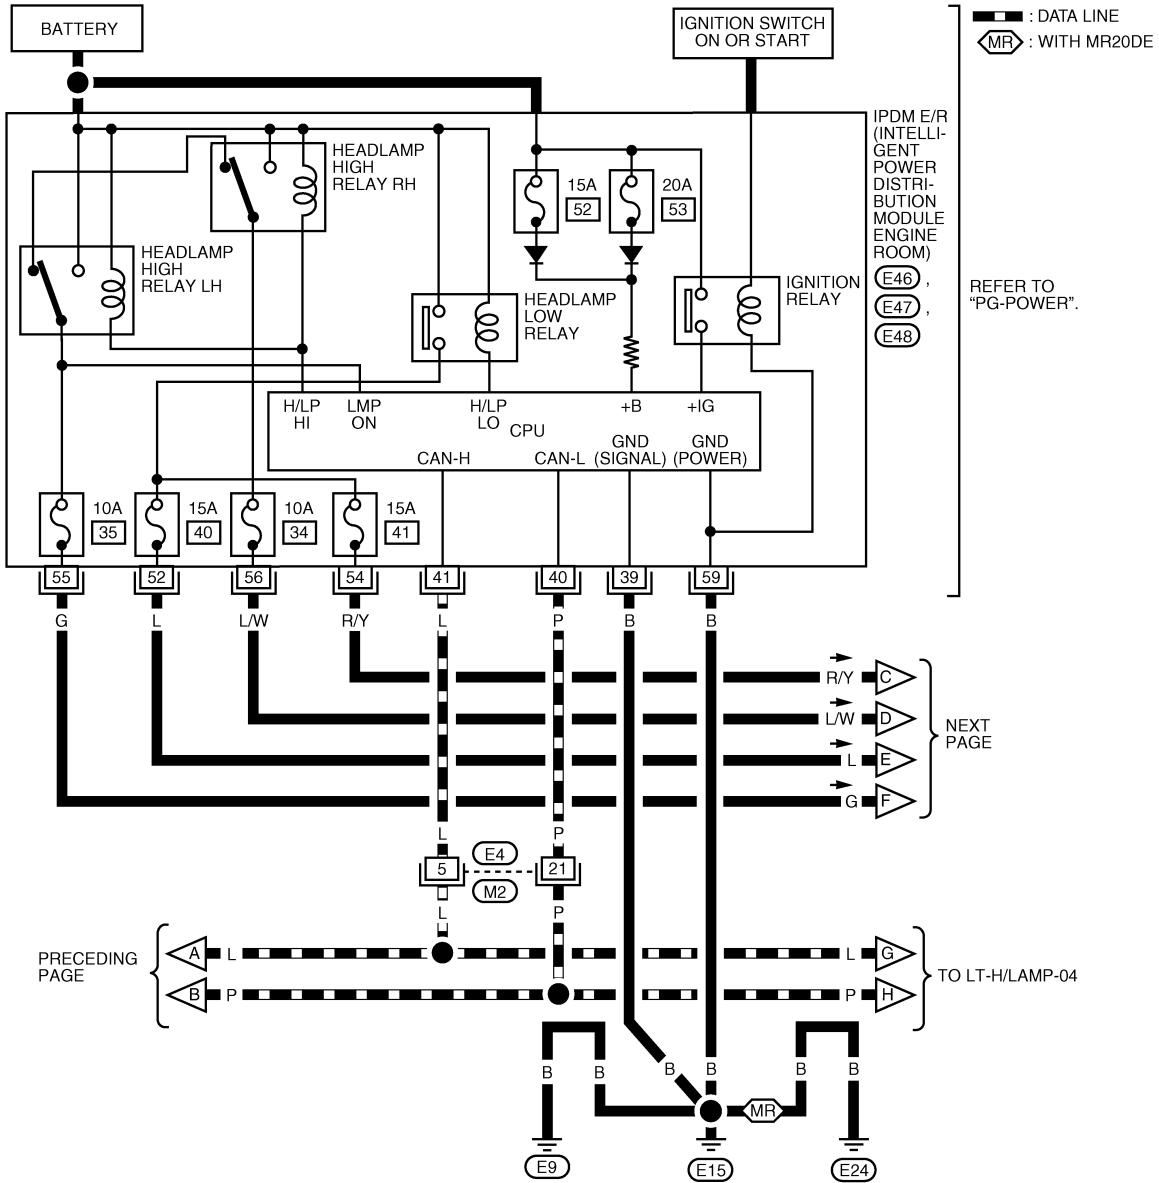 BATTERY
IGNITION SWITCH
ON OR START
: DATA LINE
MR : WITH MR20DE
IPDM E/R
(INTELLI-
GENT
POWER
DISTRI-
BUTION
MODULE
ENGINE
ROOM)
E46 ,
E47 ,
E48
REFER TO
“PG-POWER”.
HEADLAMP
HIGH
RELAY RH
HEADLAMP
HIGH
RELAY LH
15A
52
20A
53
HEADLAMP
LOW
RELAY
IGNITION
RELAY
H/LP
HI
LMP
ON
H/LP
LO
CPU
+B
+IG
CAN-H
CAN-L
GND
(SIGNAL)
GND
(POWER)
10A
35
15A
40
10A
34
15A
41
55 52 56 54 41 40 39 59
G L L/W R/Y L P B B
R/Y C
L/W D
L E
G F
NEXT
PAGE
L P
5 E4 21
M2
L P
PRECEDING
PAGE
A L L G
B P P H
TO LT-H/LAMP-04
B B B B B B
MR
E9 E15 E24